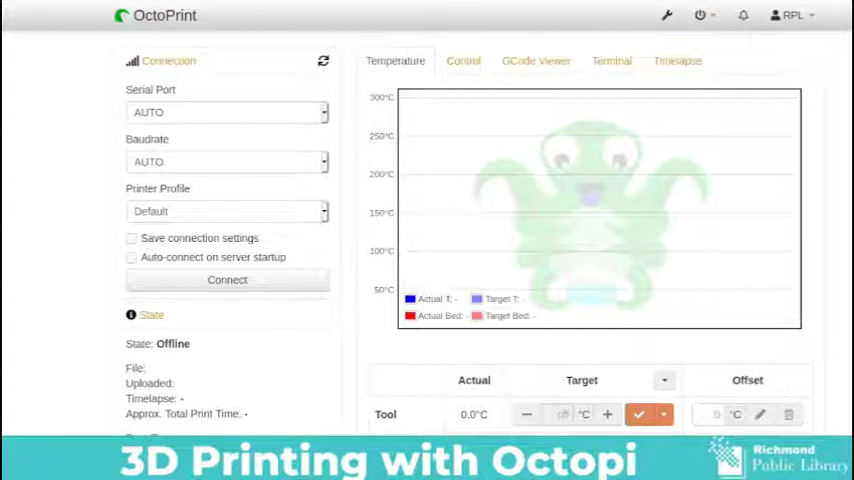 OctoPrint
RPL
Connection
Serial Port
AUTO
Baudrate
AUTO
Printer Profile
Default
Save connection settings
Auto-connect on server startup
Connect
State
State: Offline
File:
Uploaded:
Timelapse: -
Approx. Total Print Time: -
Temperature
Control
GCode Viewer
Terminal
Timelapse
300°C
250°C
200°C
150°C
100°C
50°C
Actual T: -
Target T: -
Actual Bed: -
Target Bed: -
Actual
Target
Offset
Tool
0.0°C
off °C
0 °C
3D Printing with Octopi
Richmond
Public Library